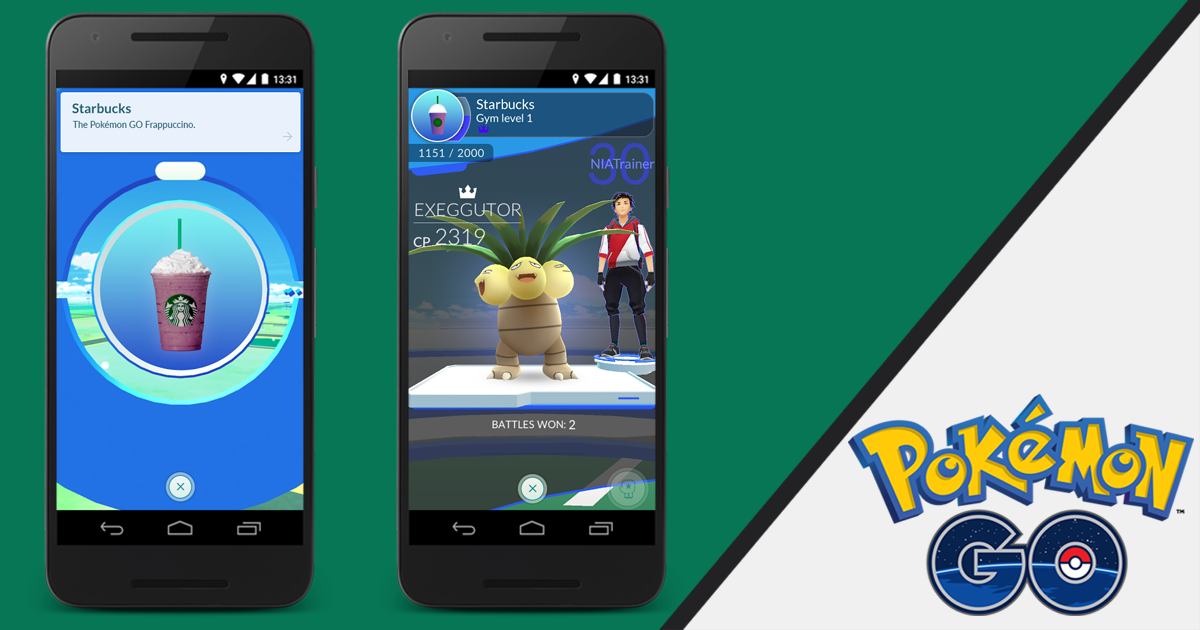 13:31
Starbucks
The Pokémon GO Frappuccino.
13:31
Starbucks
Gym level 1
1151 / 2000
30
NIATrainer
EXEGGUTOR
CP 2319
BATTLES WON: 2
POKéMON
™
GO